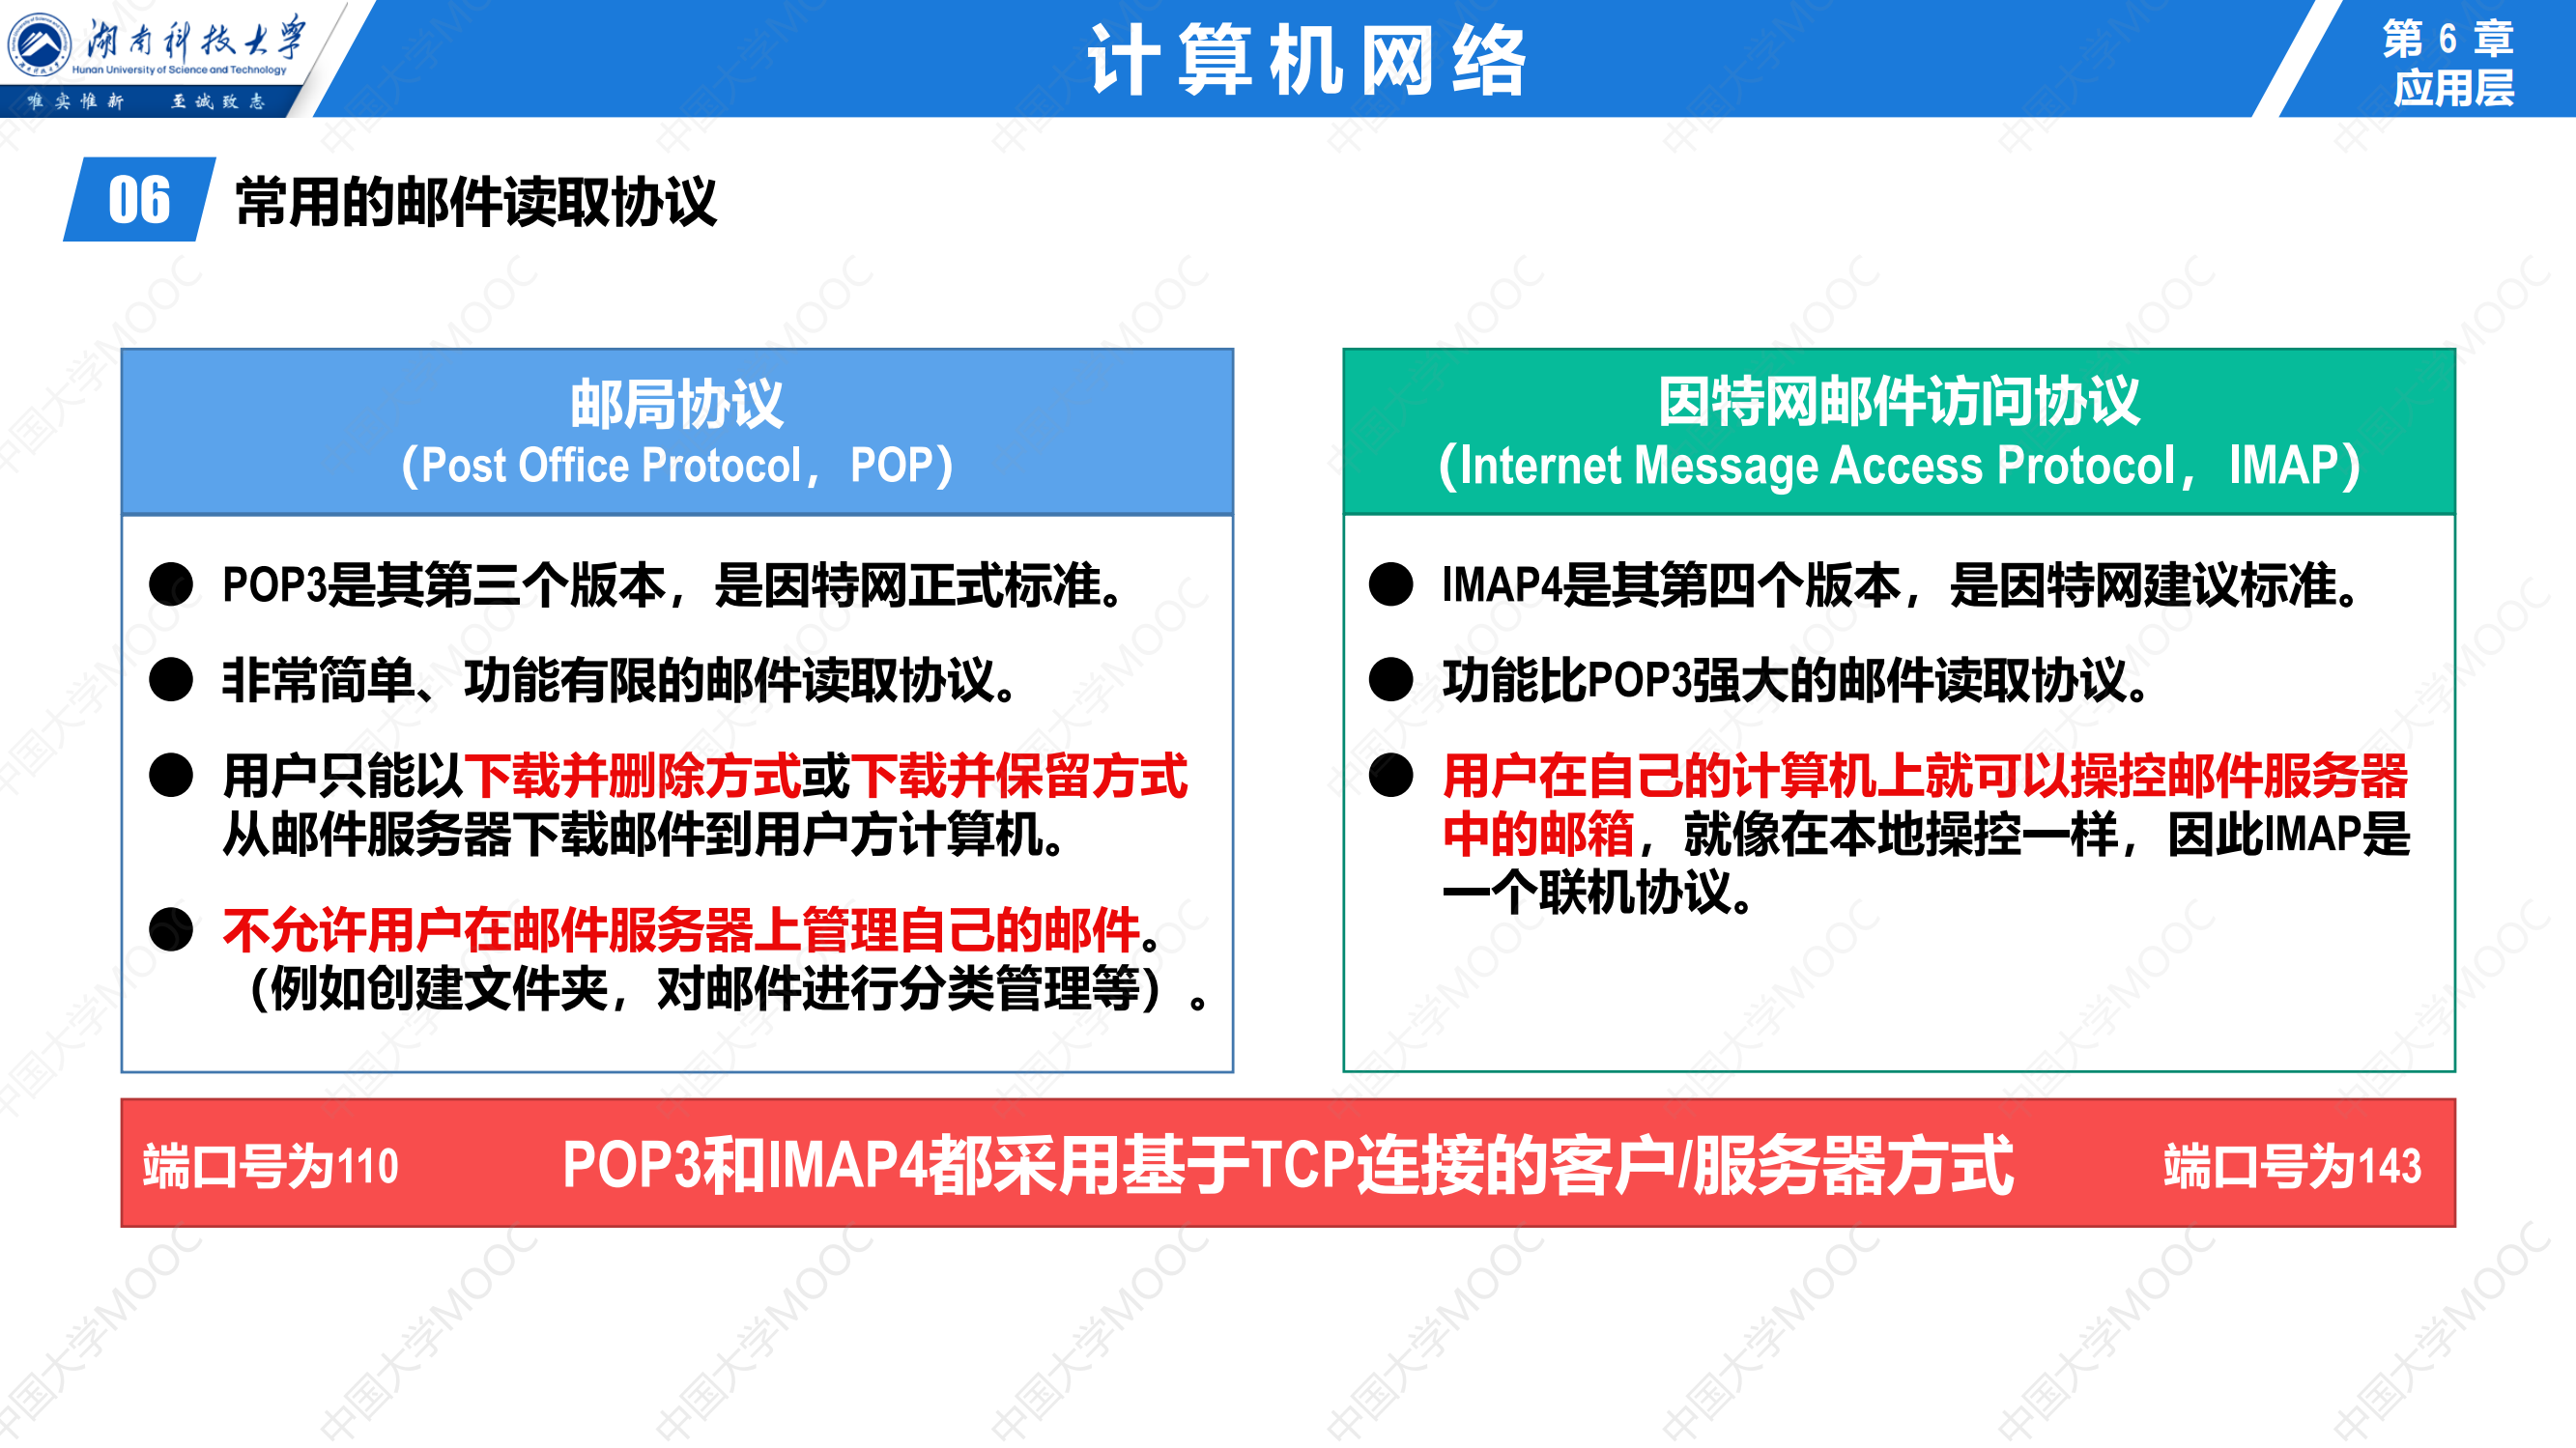 湖南科技大学
Hunan University of Science and Technology
唯实惟新 至诚致志
计算机网络
第 6 章
应用层
06 常用的邮件读取协议
邮局协议
（Post Office Protocol，POP）
POP3是其第三个版本，是因特网正式标准。
非常简单、功能有限的邮件读取协议。
用户只能以下载并删除方式或下载并保留方式
从邮件服务器下载邮件到用户方计算机。
不允许用户在邮件服务器上管理自己的邮件。
（例如创建文件夹，对邮件进行分类管理等）。
因特网邮件访问协议
（Internet Message Access Protocol，IMAP）
IMAP4是其第四个版本，是因特网建议标准。
功能比POP3强大的邮件读取协议。
用户在自己的计算机上就可以操控邮件服务器
中的邮箱，就像在本地操控一样，因此IMAP是
一个联机协议。
端口号为110
POP3和IMAP4都采用基于TCP连接的客户/服务器方式
端口号为143
中国大学MOOC